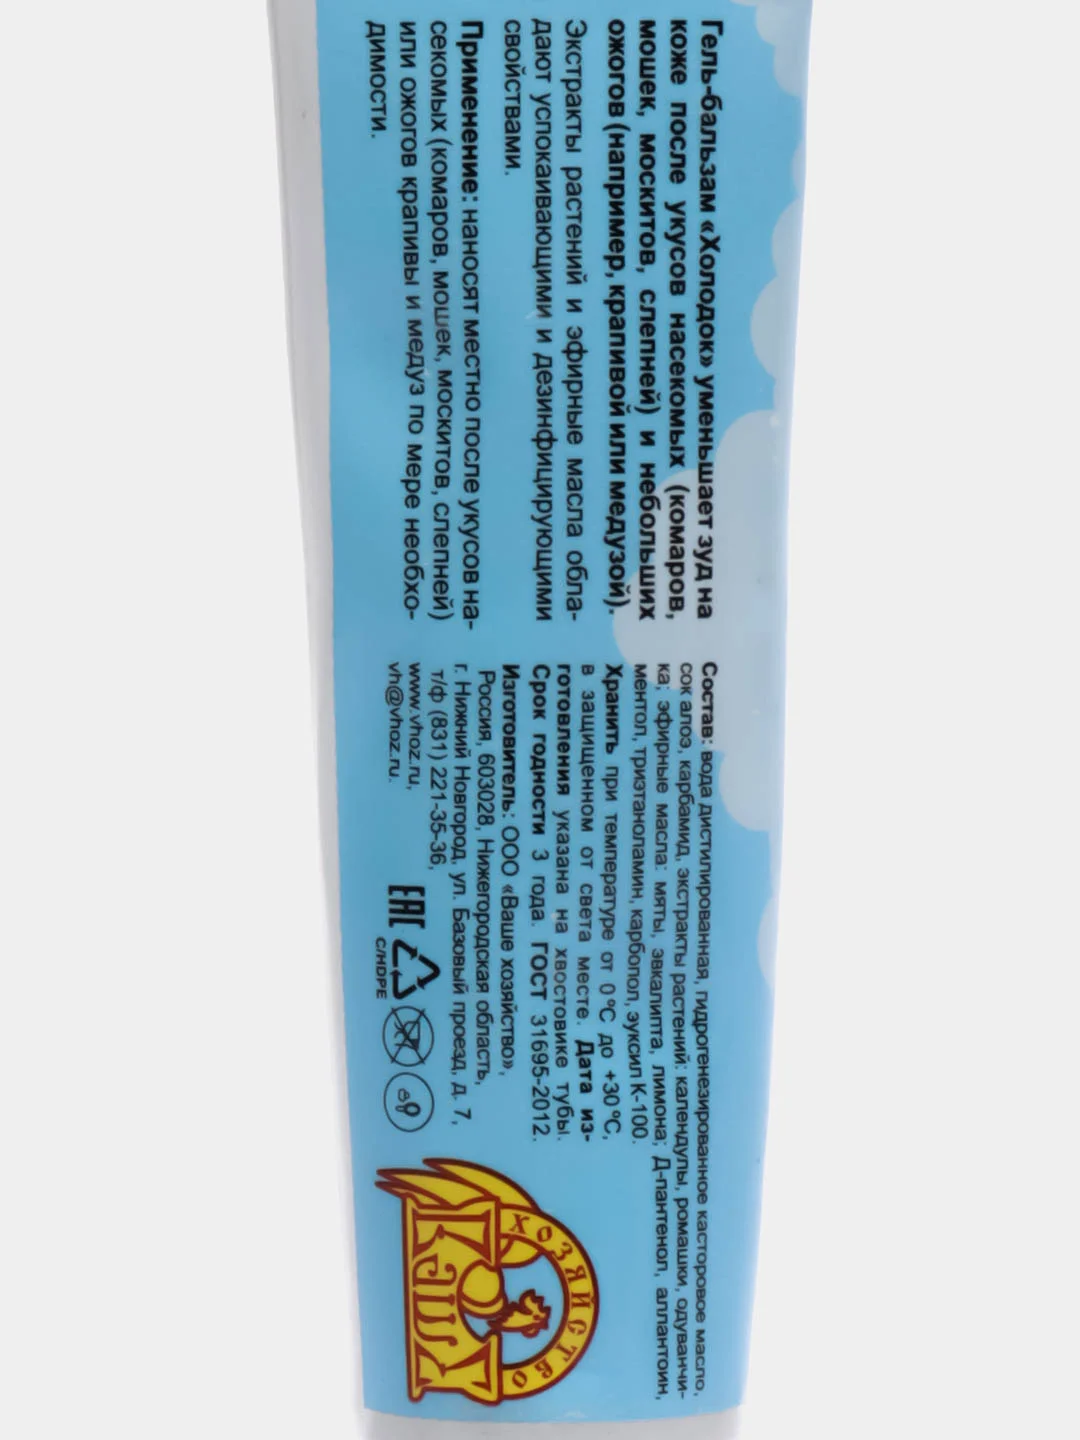 Гель-бальзам «Холодок» уменьшает зуд на
коже после укусов насекомых (комаров,
мошек, москитов, слепней) и небольших
ожогов (например, крапивой или медузой).
Экстракты растений и эфирные масла обла-
дают успокаивающими и дезинфицирующими
свойствами.
Применение: наносят местно после укусов на-
секомых (комаров, мошек, москитов, слепней)
или ожогов крапивы и медуз по мере необхо-
димости.
Состав: вода дистилированная, гидрогенезированное касторовое масло,
сок алоэ, карбамид, экстракты растений: календулы, ромашки, одуванчи-
ка; эфирные масла: мяты, эвкалипта, лимона; Д-пантенол, аллантоин,
ментол, триэтаноламин, карбопол, эуксил К-100.
Хранить при температуре от 0°С до +30°С,
в защищенном от света месте. Дата из-
готовления указана на хвостовике тубы.
Срок годности 3 года. ГОСТ 31695-2012.
Изготовитель: ООО «Ваше хозяйство»,
Россия, 603028, Нижегородская область,
г. Нижний Новгород, ул. Базовый проезд, д. 7,
т/ф (831) 221-35-36,
www.vhoz.ru,
vh@vhoz.ru.
EAC
C/HDPE
ХОЗЯЙСТВО
Ваше